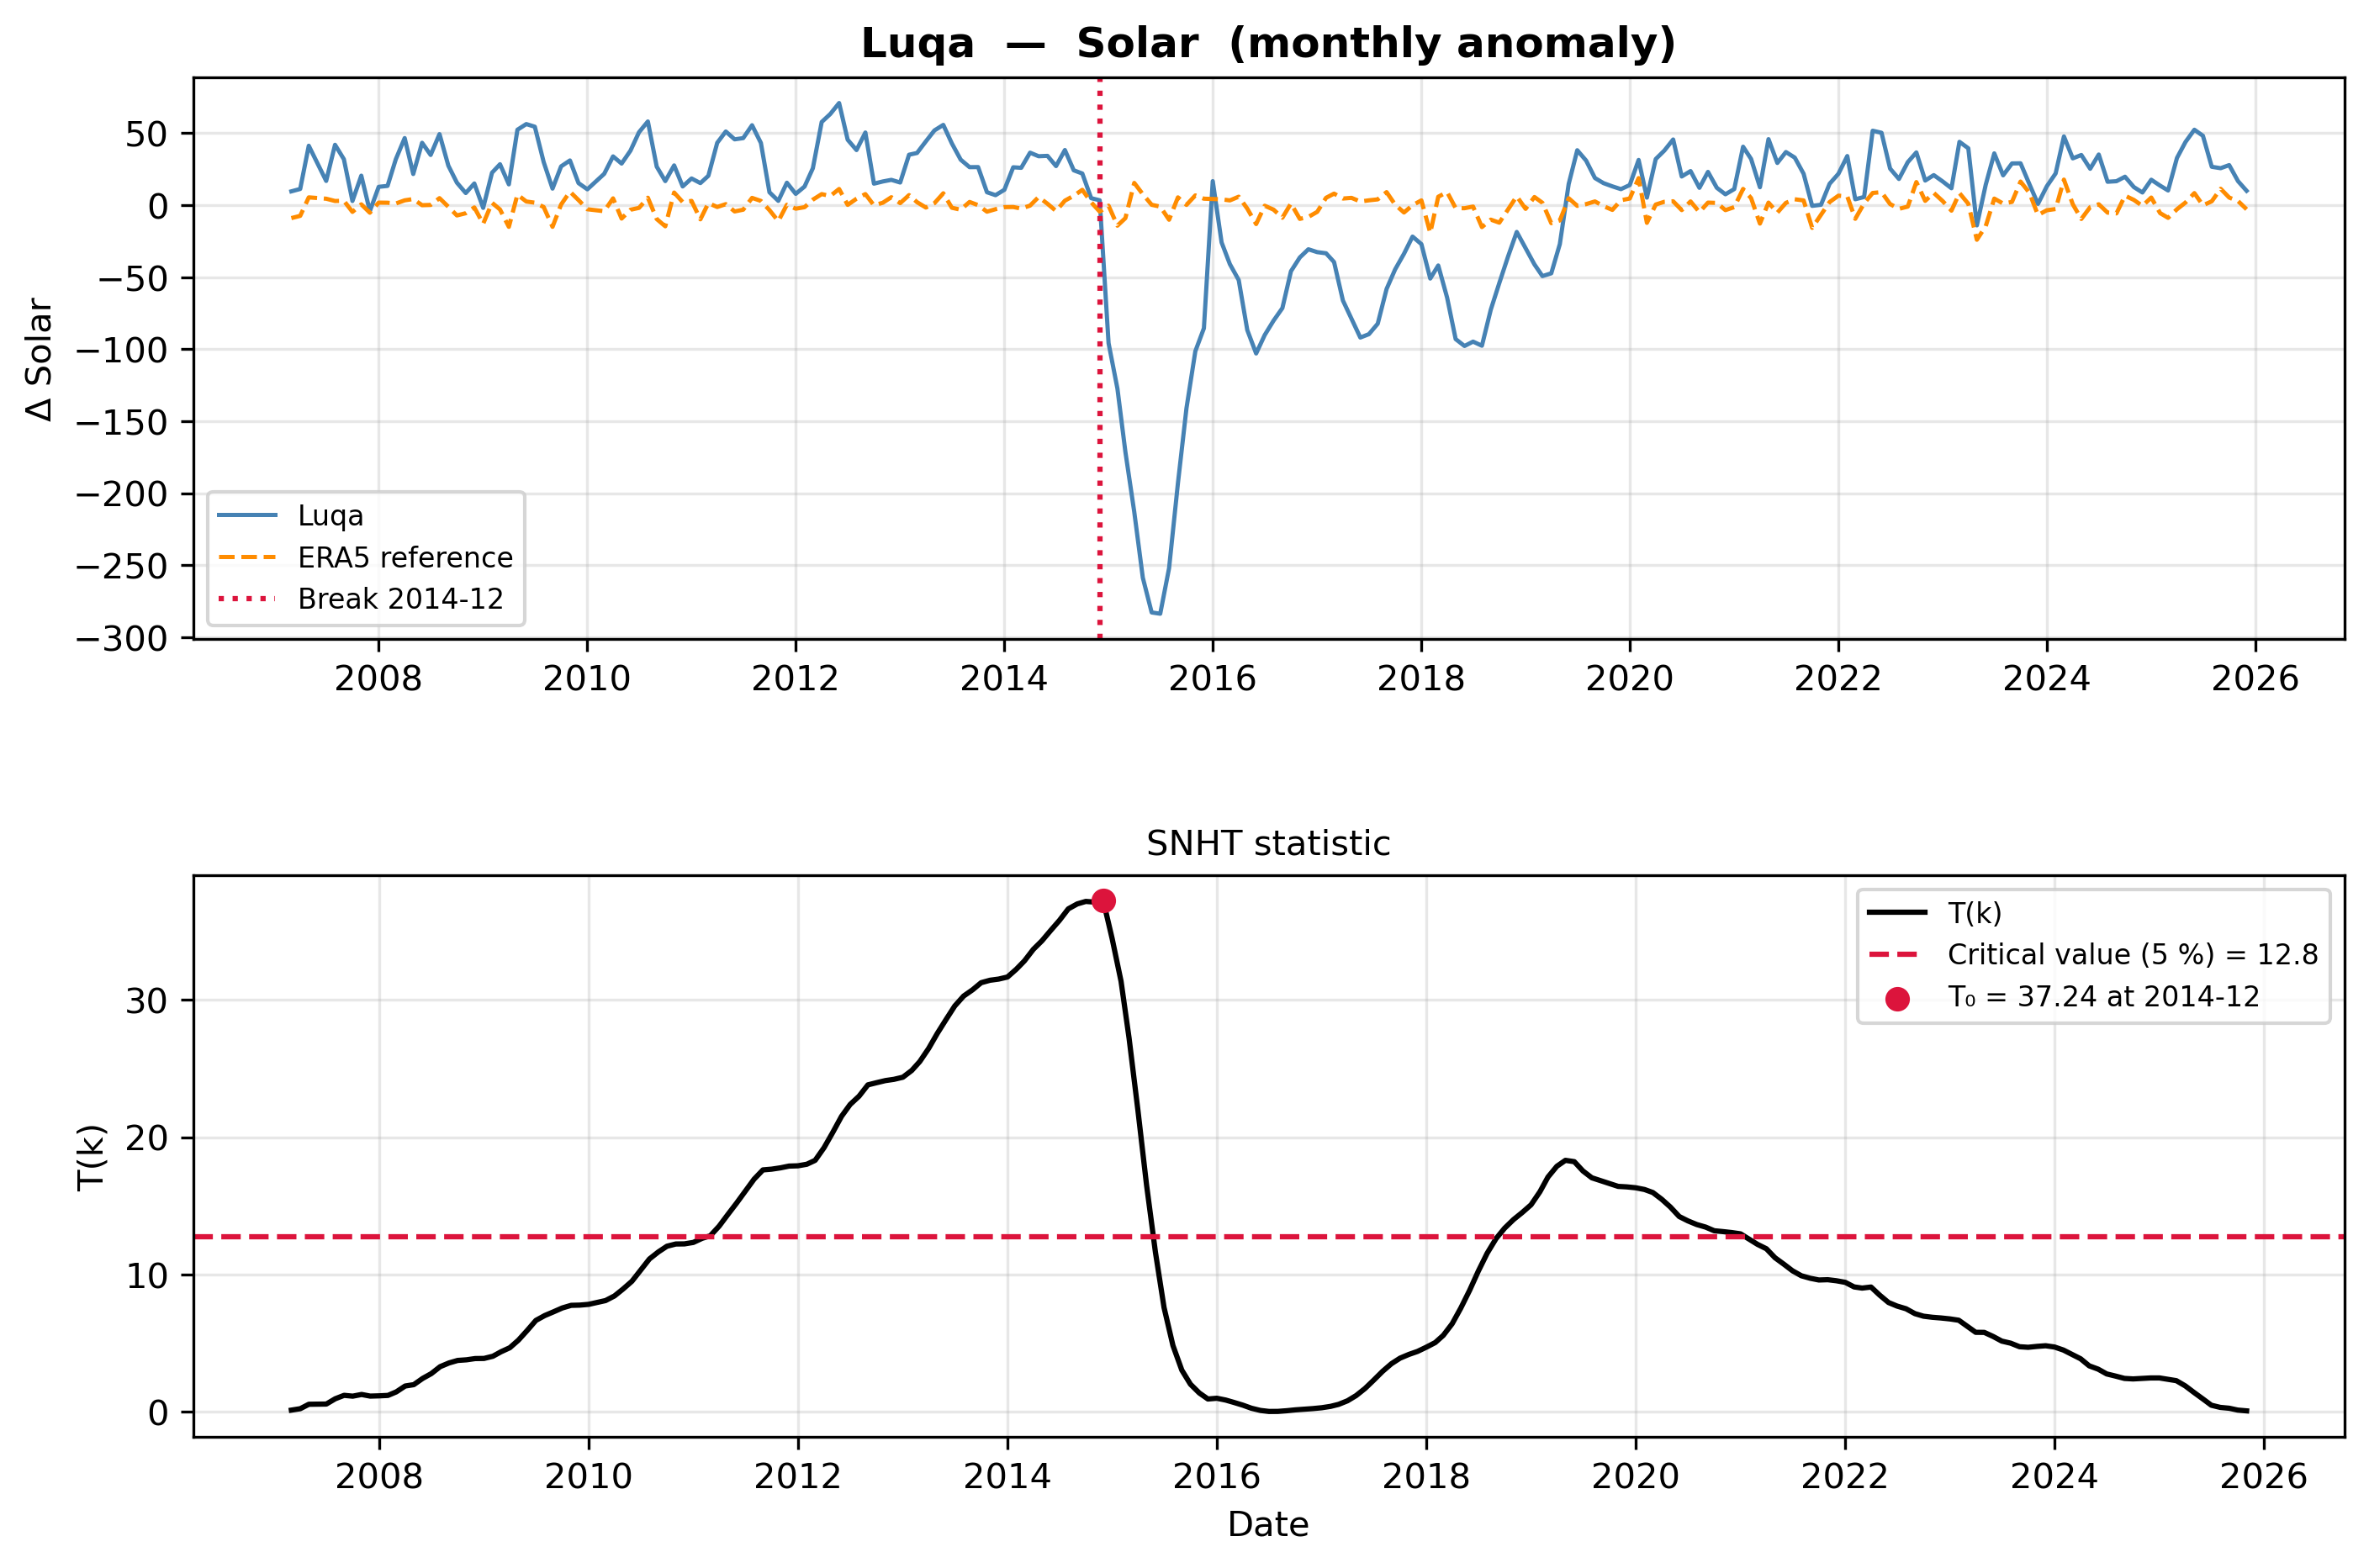 Luqa — Solar (monthly anomaly)
Δ Solar
50
0
−50
−100
−150
−200
−250
−300
Luqa
ERA5 reference
Break 2014-12
2008 2010 2012 2014 2016 2018 2020 2022 2024 2026
SNHT statistic
T(k)
30
20
10
0
T(k)
Critical value (5 %) = 12.8
T₀ = 37.24 at 2014-12
2008 2010 2012 2014 2016 2018 2020 2022 2024 2026
Date